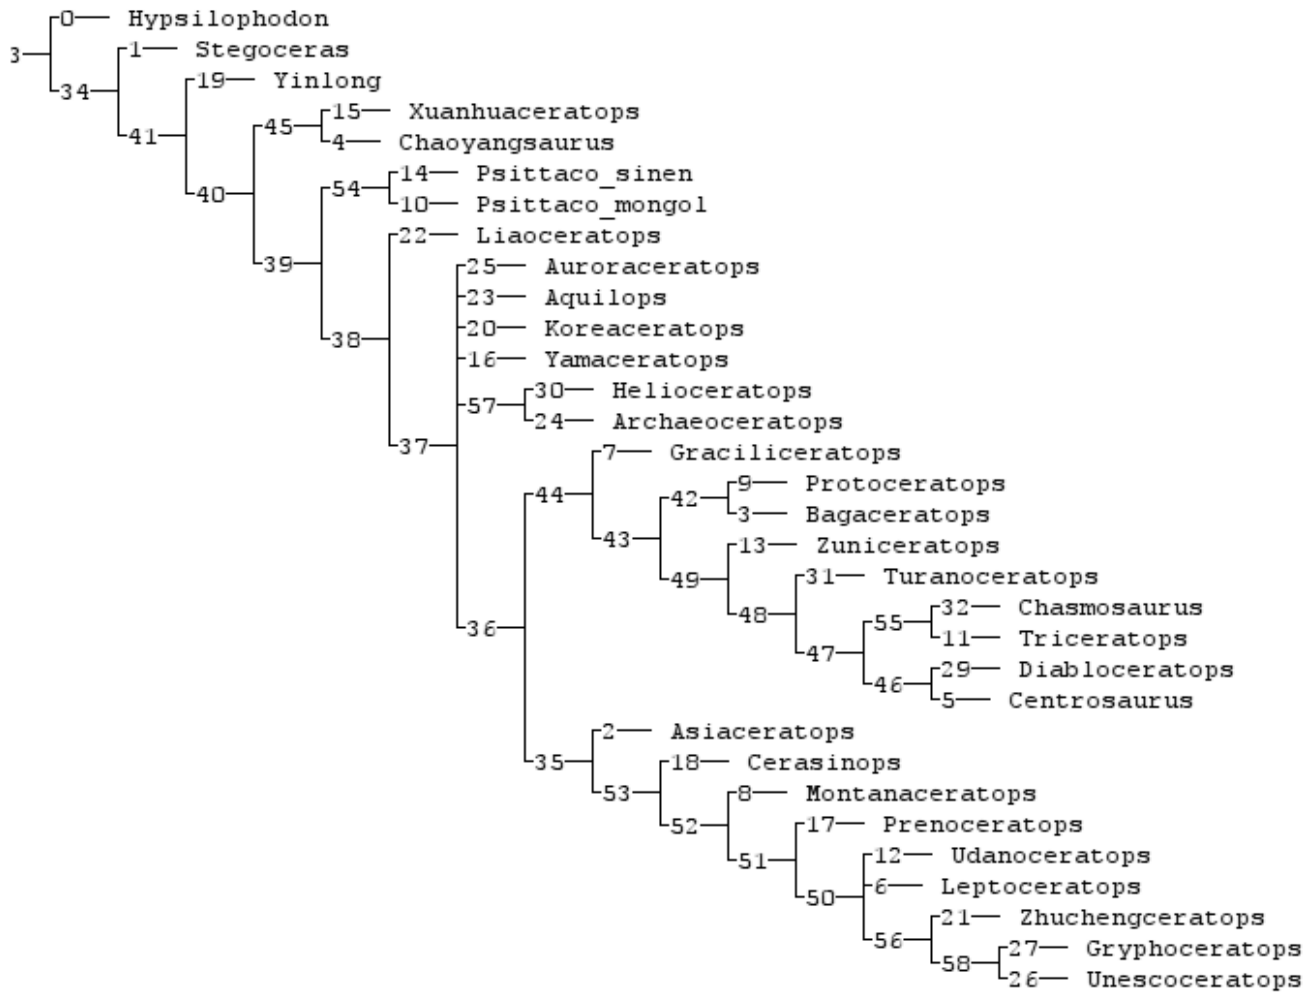 0 Hypsilophodon
3
1 Stegoceras
34
19 Yinlong
15 Xuanhuaceratops
45
41
4 Chaoyangsaurus
14 Psittaco_sinen
54
40
10 Psittaco_mongol
22 Liaoceratops
39
25 Auroraceratops
23 Aquilops
20 Koreaceratops
38
16 Yamaceratops
30 Helioceratops
57
24 Archaeoceratops
37
7 Graciliceratops
9 Protoceratops
44
42
3 Bagaceratops
43
13 Zuniceratops
49
31 Turanoceratops
32 Chasmosaurus
48
55
36
11 Triceratops
47
29 Diabloceratops
46
5 Centrosaurus
2 Asiaceratops
35
18 Cerasinops
53
8 Montanaceratops
52
17 Prenoceratops
12 Udanoceratops
51
6 Leptoceratops
50
21 Zhuchengceratops
56
27 Gryphoceratops
58
26 Unescoceratops